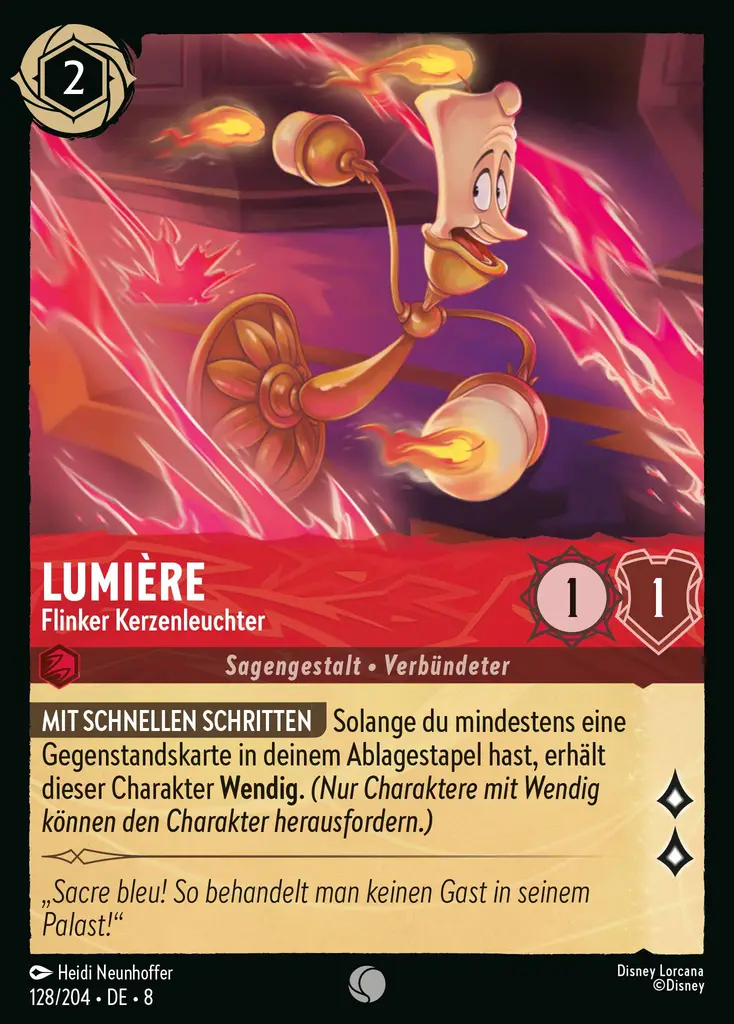 2
LUMIÈRE
Flinker Kerzenleuchter
1
1
Sagengestalt • Verbündeter
MIT SCHNELLEN SCHRITTEN Solange du mindestens eine
Gegenstandskarte in deinem Ablagestapel hast, erhält
dieser Charakter Wendig. (Nur Charaktere mit Wendig
können den Charakter herausfordern.)
„Sacre bleu! So behandelt man keinen Gast in seinem
Palast!“
Heidi Neunhoffer
128/204 • DE • 8
Disney Lorcana
©Disney